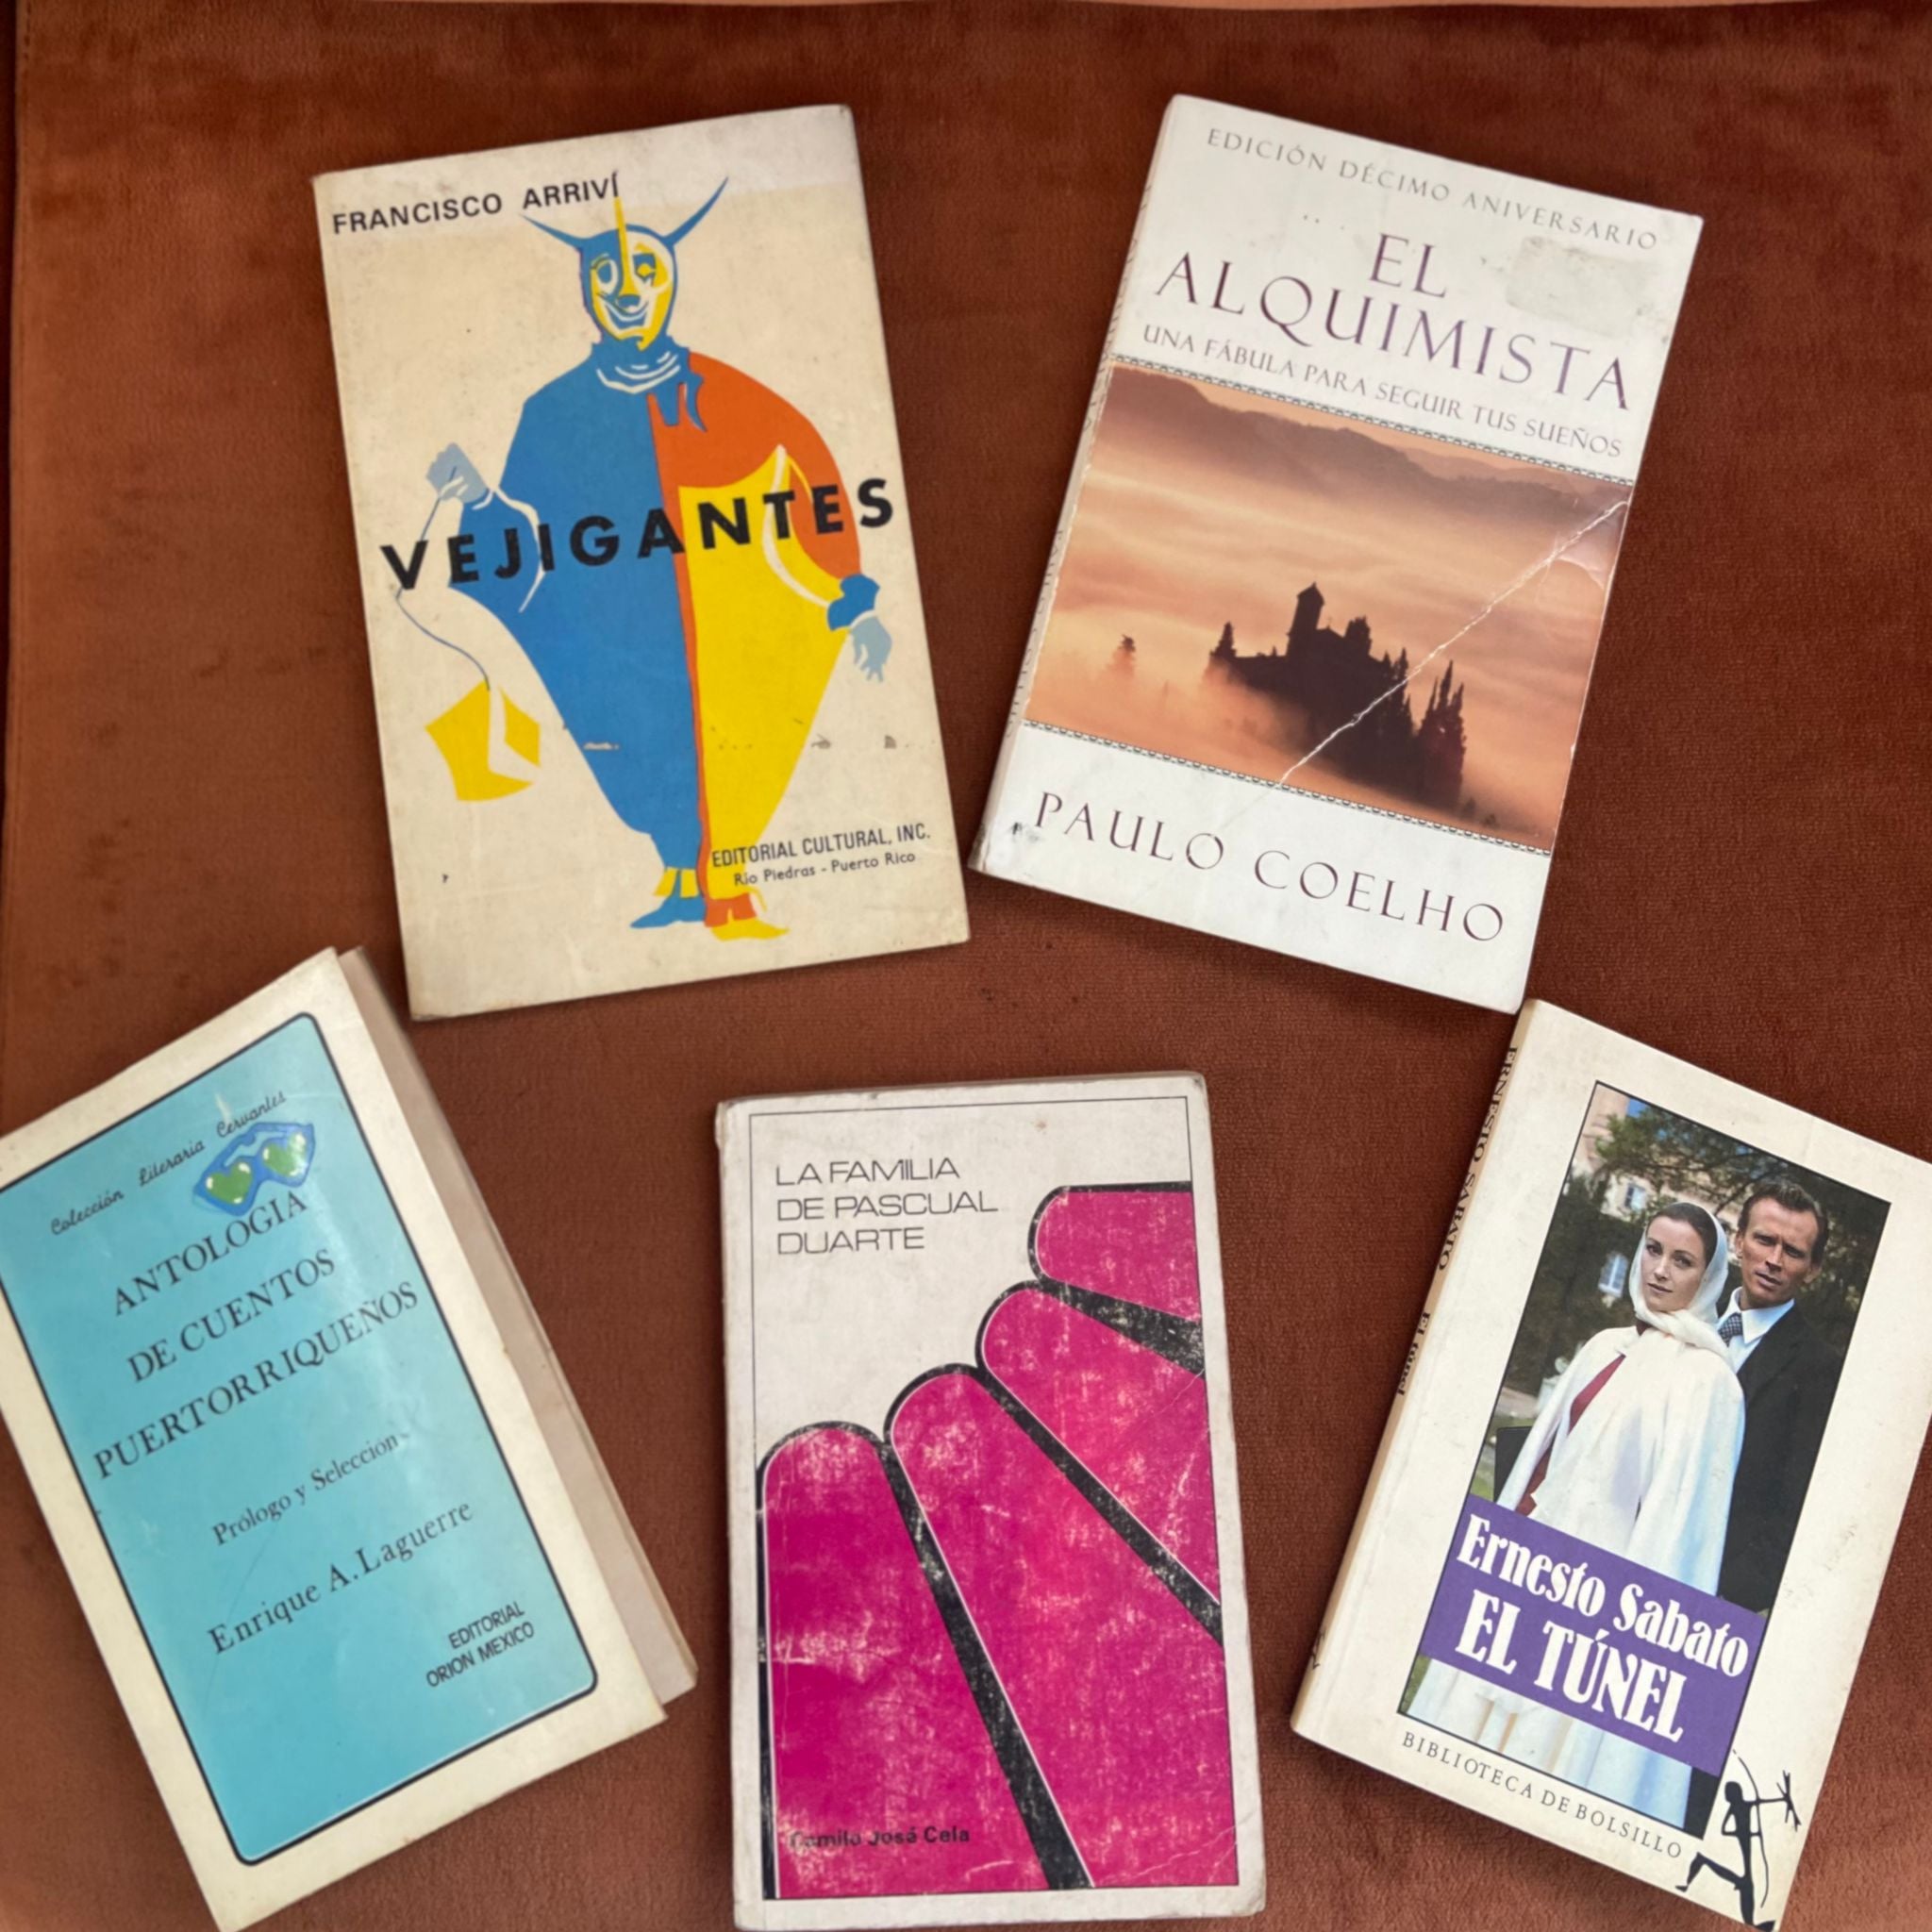 FRANCISCO ARRIVÍ
VEJIGANTES
EDITORIAL CULTURAL, INC.
Río Piedras - Puerto Rico
EDICIÓN DÉCIMO ANIVERSARIO
EL
ALQUIMISTA
UNA FÁBULA PARA SEGUIR TUS SUEÑOS
PAULO COELHO
Colección Literaria Cervantes
ANTOLOGIA
DE CUENTOS
PUERTORRIQUEÑOS
Prólogo y Selección
Enrique A. Laguerre
EDITORIAL
ORION MEXICO
LA FAMILIA
DE PASCUAL
DUARTE
Camilo José Cela
ERNESTO SABATO El túnel
Ernesto Sabato
EL TÚNEL
BIBLIOTECA DE BOLSILLO